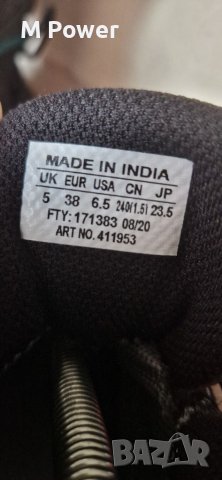 M Power
MADE IN INDIA
UK EUR USA CN JP
5 38 6.5 240(1.5) 23.5
FTY: 171383 08/20
ART NO. 411953
BAZAR